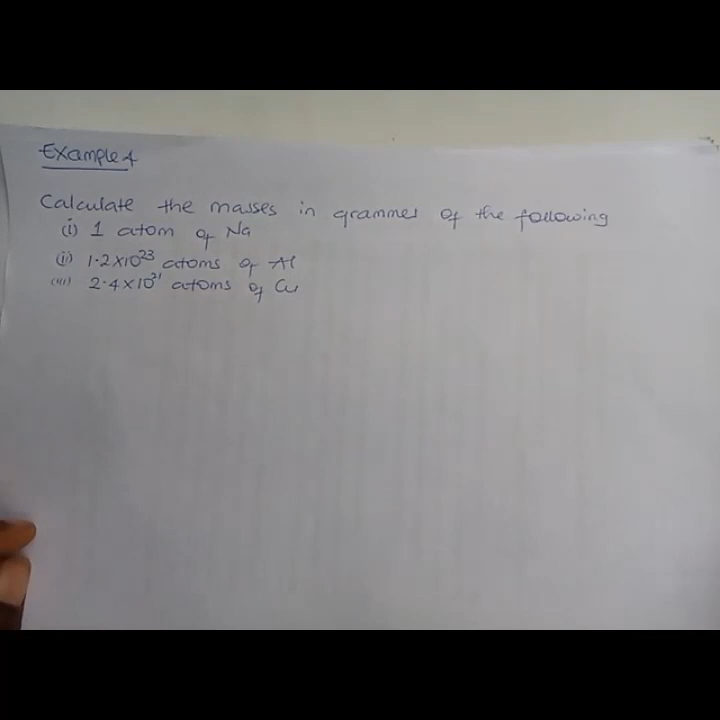 Example 4
Calculate the masses in grammes of the following
(i) 1 atom of Na
(ii) 1.2×10²³ atoms of Al
(iii) 2.4×10²¹ atoms of Cu